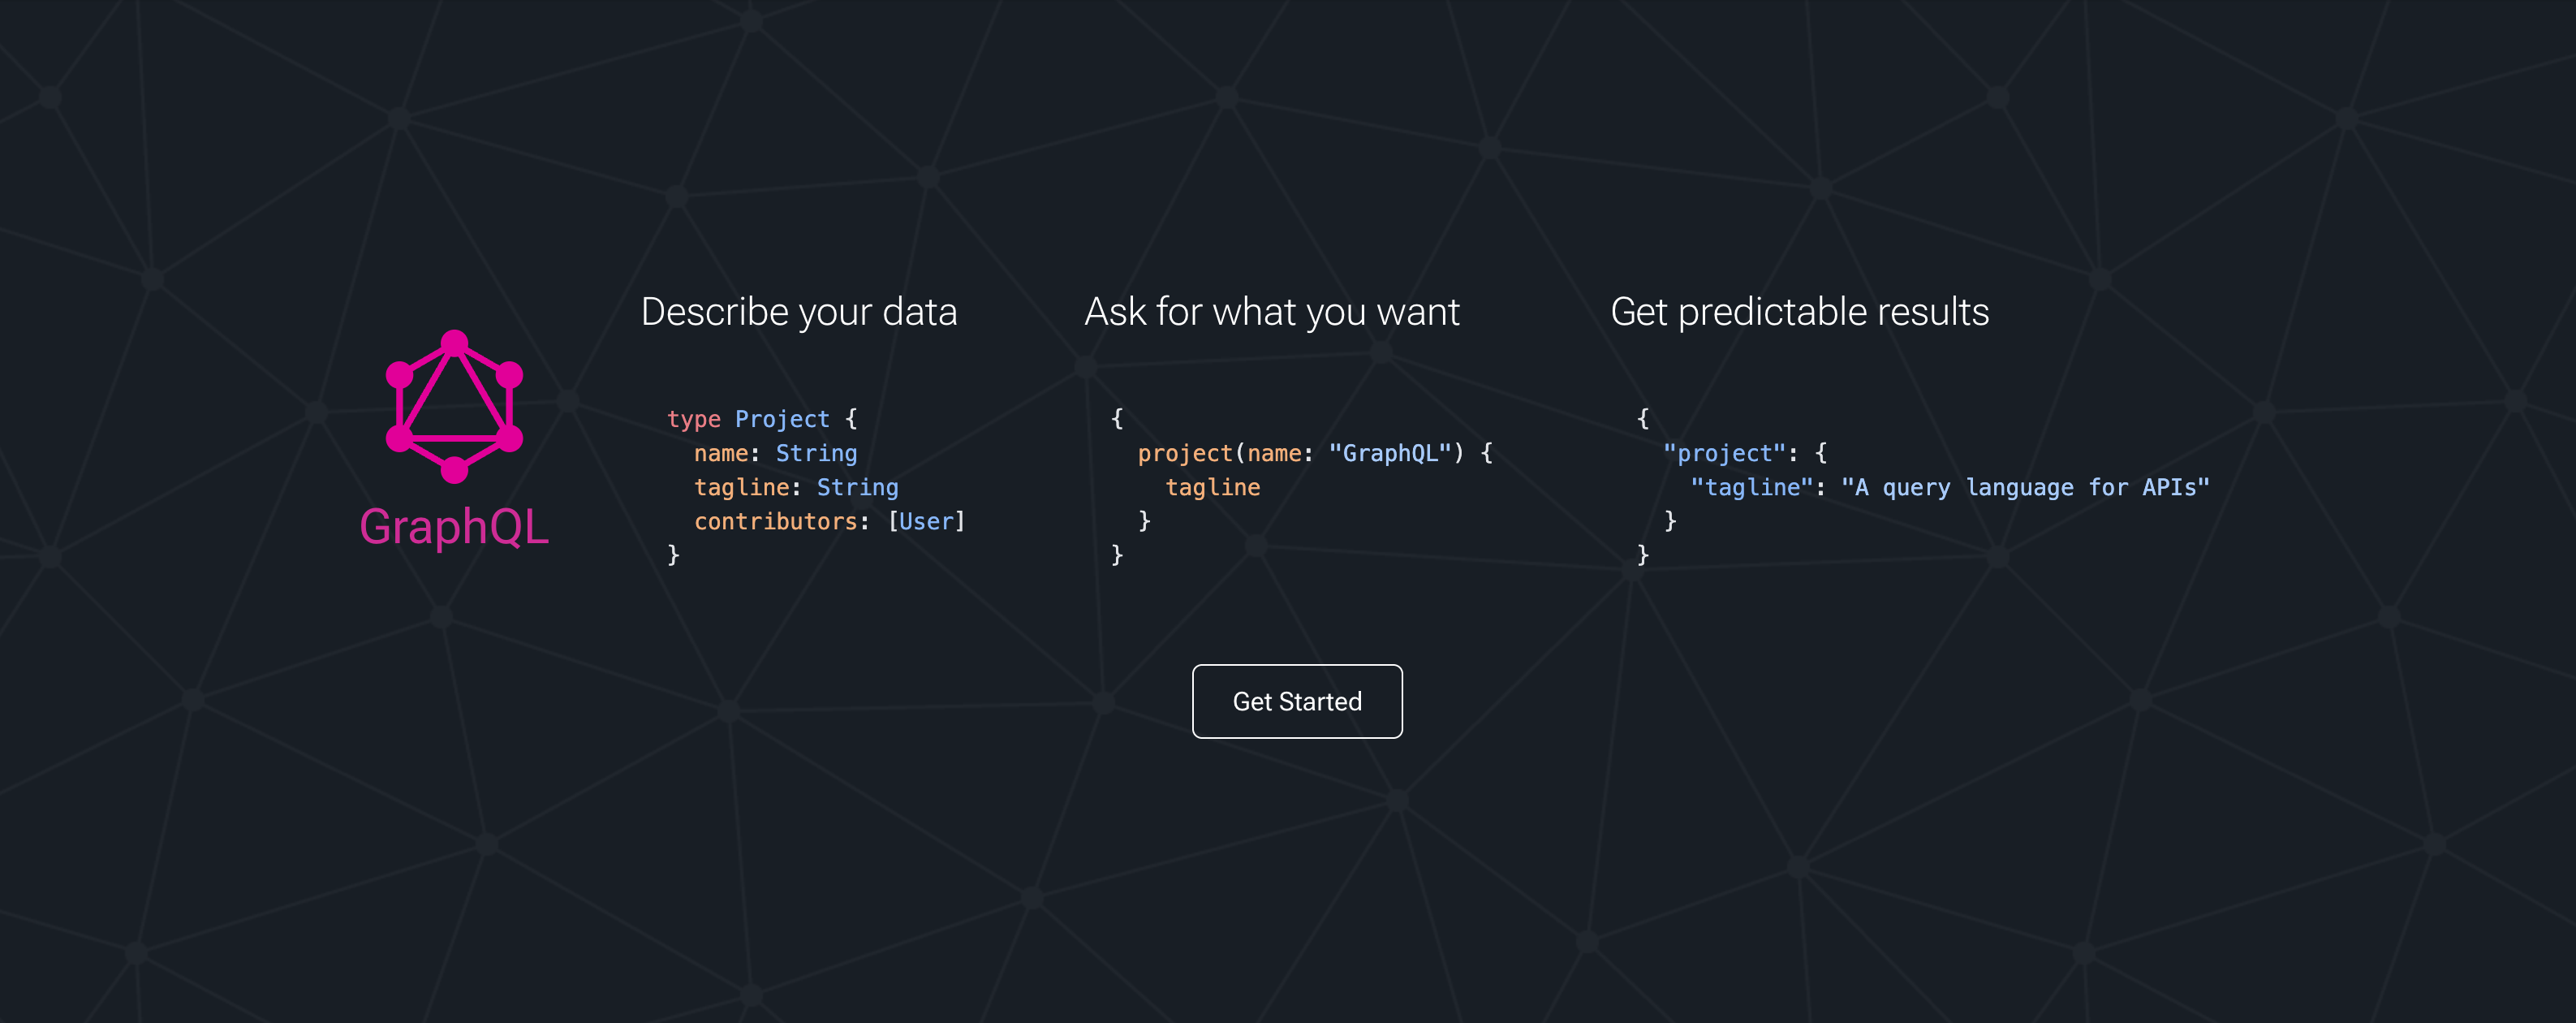 GraphQL
Describe your data
type Project {
  name: String
  tagline: String
  contributors: [User]
}
Ask for what you want
{
  project(name: "GraphQL") {
    tagline
  }
}
Get predictable results
{
  "project": {
    "tagline": "A query language for APIs"
  }
}
Get Started